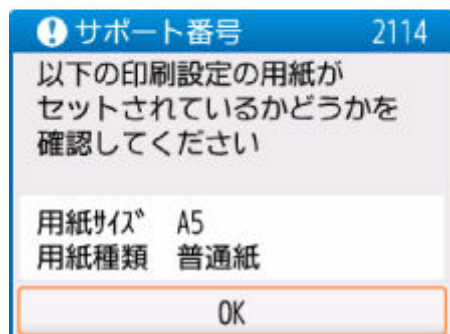 サポート番号 2114
以下の印刷設定の用紙が
セットされているかどうかを
確認してください
用紙ｻｲｽﾞ A5
用紙種類 普通紙
OK